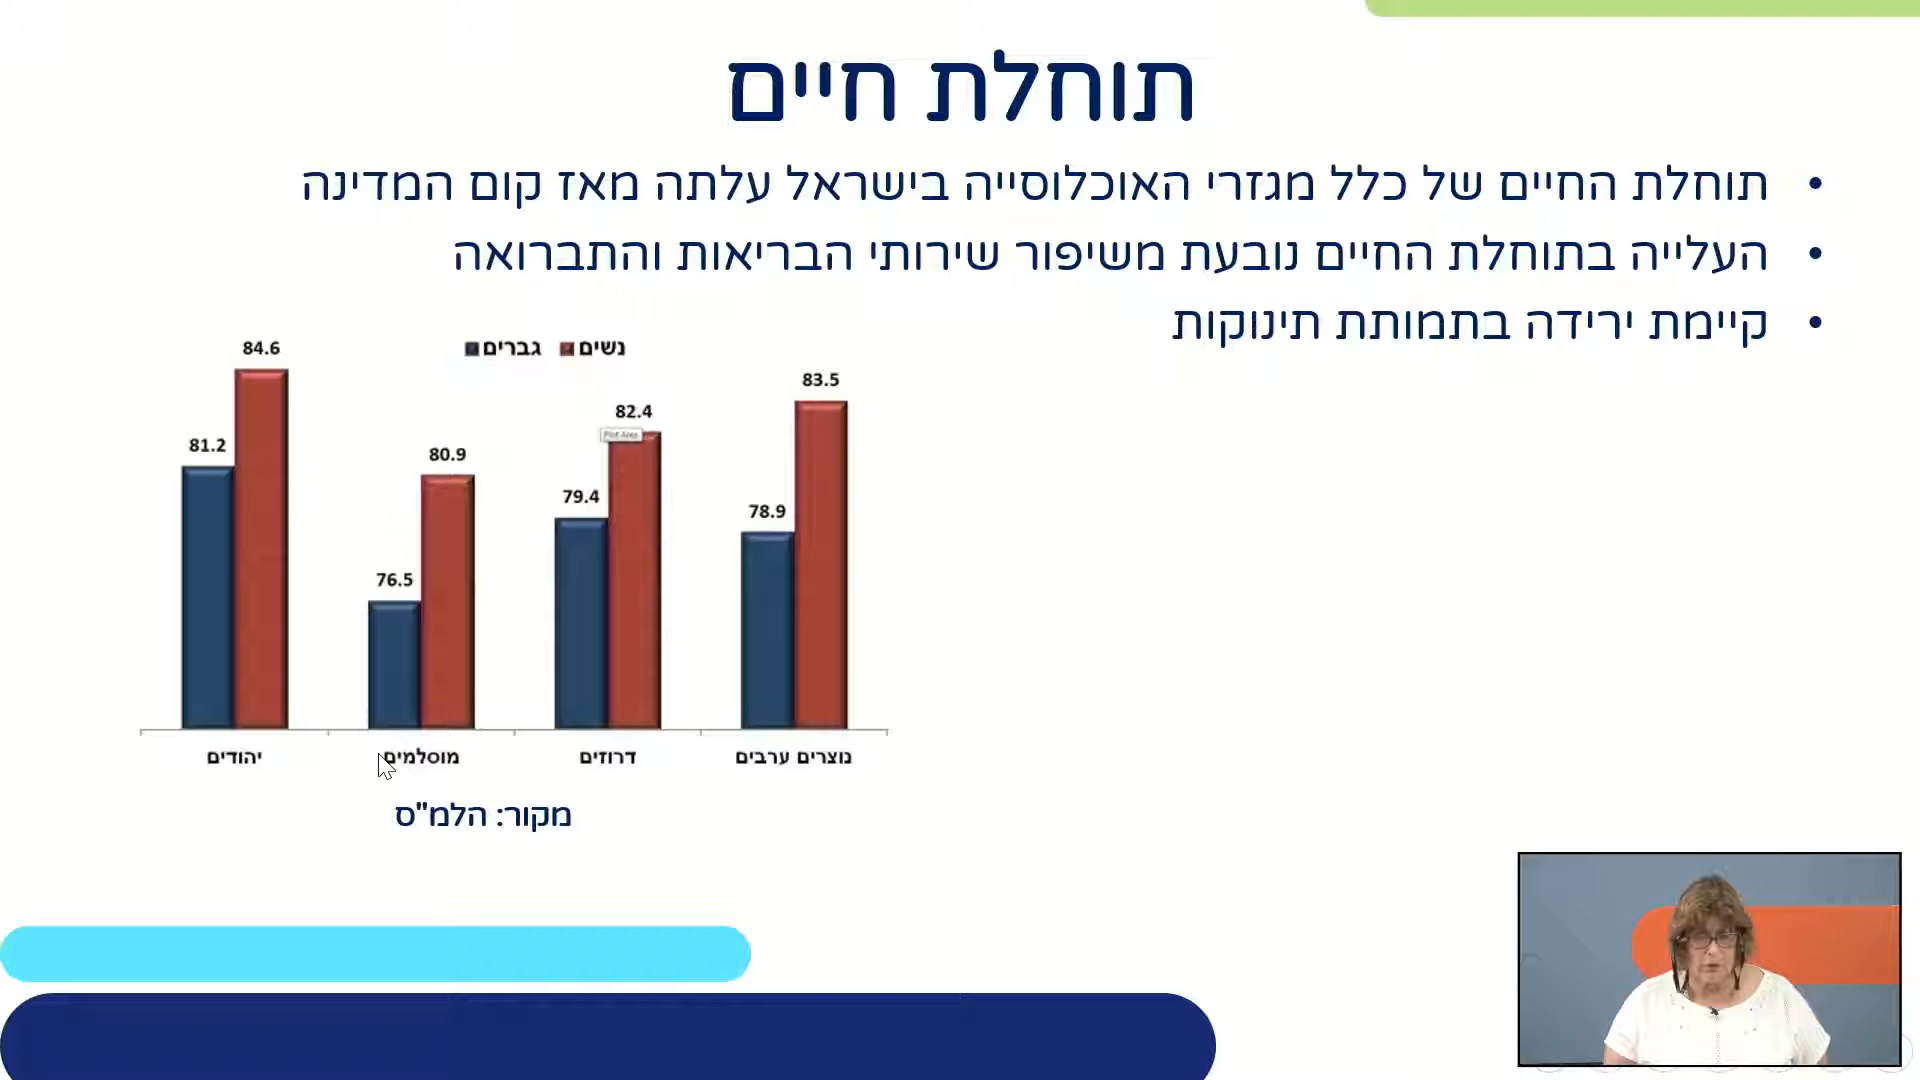 תוחלת חיים
• תוחלת החיים של כלל מגזרי האוכלוסייה בישראל עלתה מאז קום המדינה
• העלייה בתוחלת החיים נובעת משיפור שירותי הבריאות והתברואה
• קיימת ירידה בתמותת תינוקות
נשים גברים
84.6
81.2
80.9
76.5
82.4
Plot Area
79.4
83.5
78.9
יהודים
מוסלמים
דרוזים
נוצרים ערבים
מקור: הלמ"ס